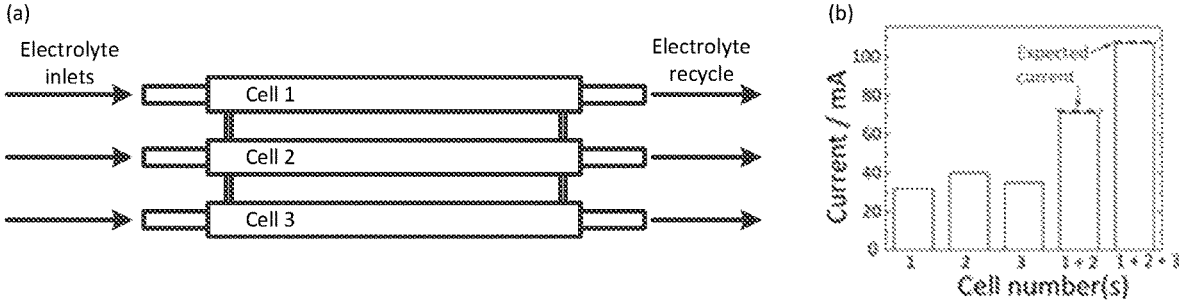 (a)
Electrolyte
inlets
Cell 1
Cell 2
Cell 3
Electrolyte
recycle
(b)
Current / mA
100
80
60
40
20
0
Expected
current
1
2
3
1 + 2
1 + 2 + 3
Cell number(s)